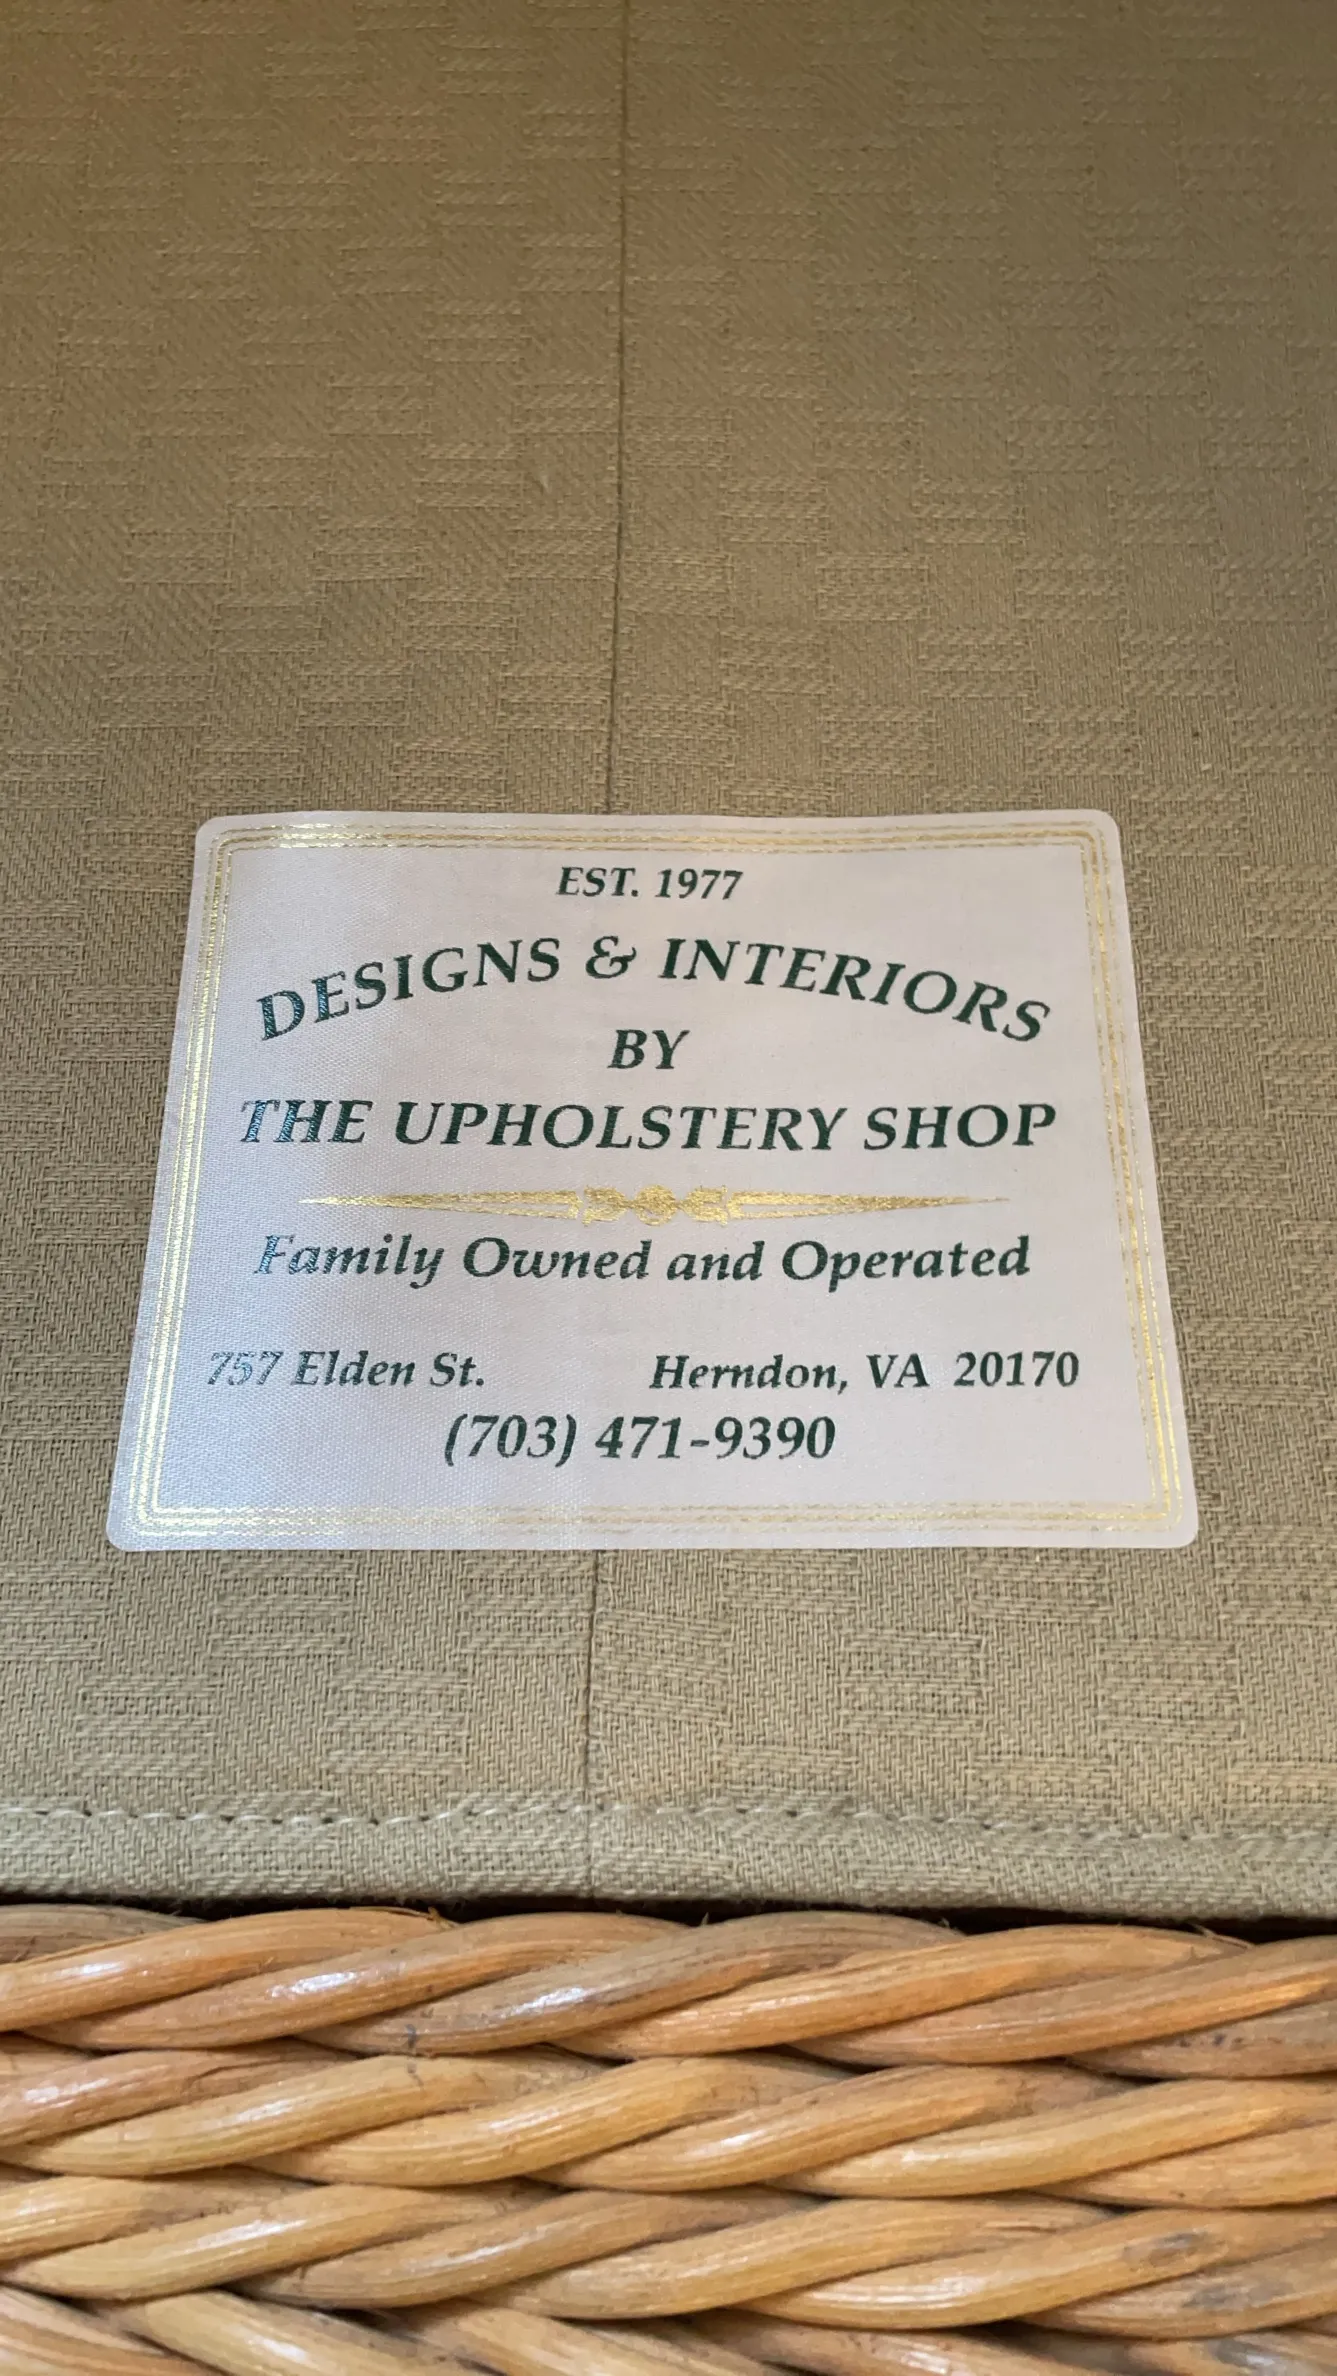 EST. 1977
DESIGNS & INTERIORS
BY
THE UPHOLSTERY SHOP
Family Owned and Operated
757 Elden St. Herndon, VA 20170
(703) 471-9390